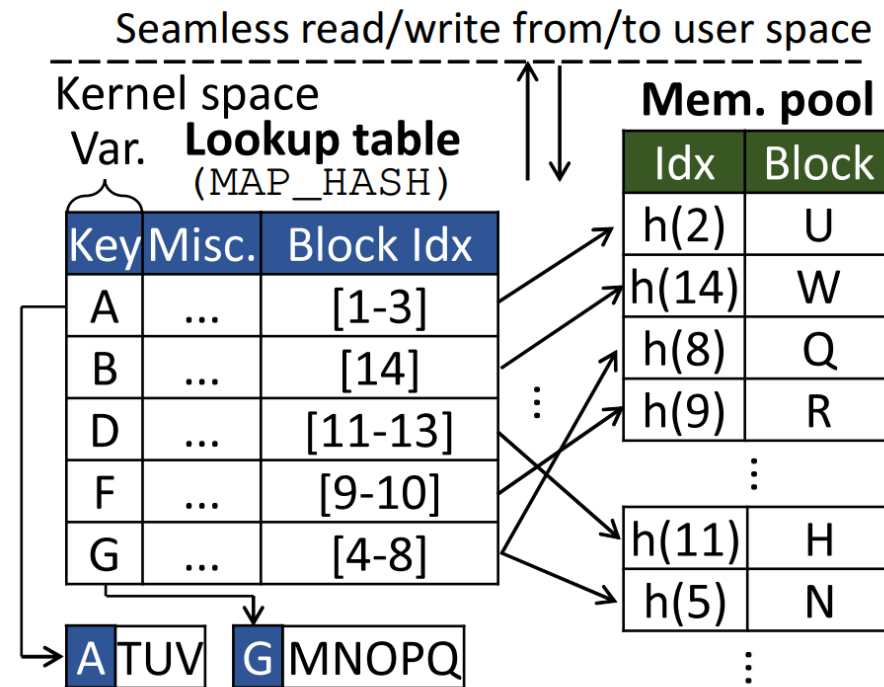 Seamless read/write from/to user space
Kernel space
Var.
Lookup table
(MAP_HASH)
Key Misc. Block Idx
A ... [1-3]
B ... [14]
D ... [11-13]
F ... [9-10]
G ... [4-8]
A TUV
G MNOPQ
...
Mem. pool
Idx Block
h(2) U
h(14) W
h(8) Q
h(9) R
...
h(11) H
h(5) N
...